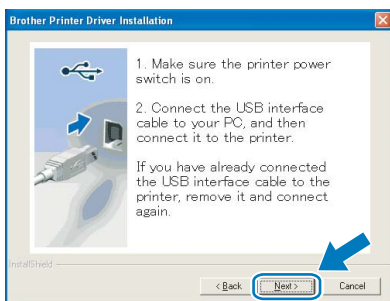 Brother Printer Driver Installation
1. Make sure the printer power
switch is on.
2. Connect the USB interface
cable to your PC, and then
connect it to the printer.
If you have already connected
the USB interface cable to the
printer, remove it and connect
again.
InstallShield
< Back
Next >
Cancel